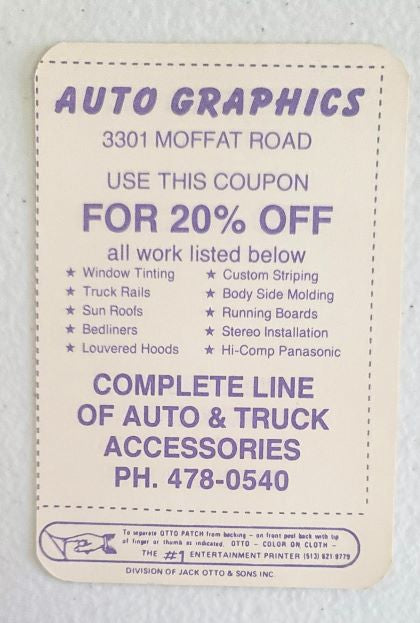 AUTO GRAPHICS
3301 MOFFAT ROAD
USE THIS COUPON
FOR 20% OFF
all work listed below
★ Window Tinting
★ Truck Rails
★ Sun Roofs
★ Bedliners
★ Louvered Hoods
★ Custom Striping
★ Body Side Molding
★ Running Boards
★ Stereo Installation
★ Hi-Comp Panasonic
COMPLETE LINE
OF AUTO & TRUCK
ACCESSORIES
PH. 478-0540
To separate OTTO PATCH from backing - on front peel back with tip
of finger or thumb as indicated. OTTO - COLOR ON CLOTH -
THE #1 ENTERTAINMENT PRINTER (513) 821-9779
DIVISION OF JACK OTTO & SONS INC.